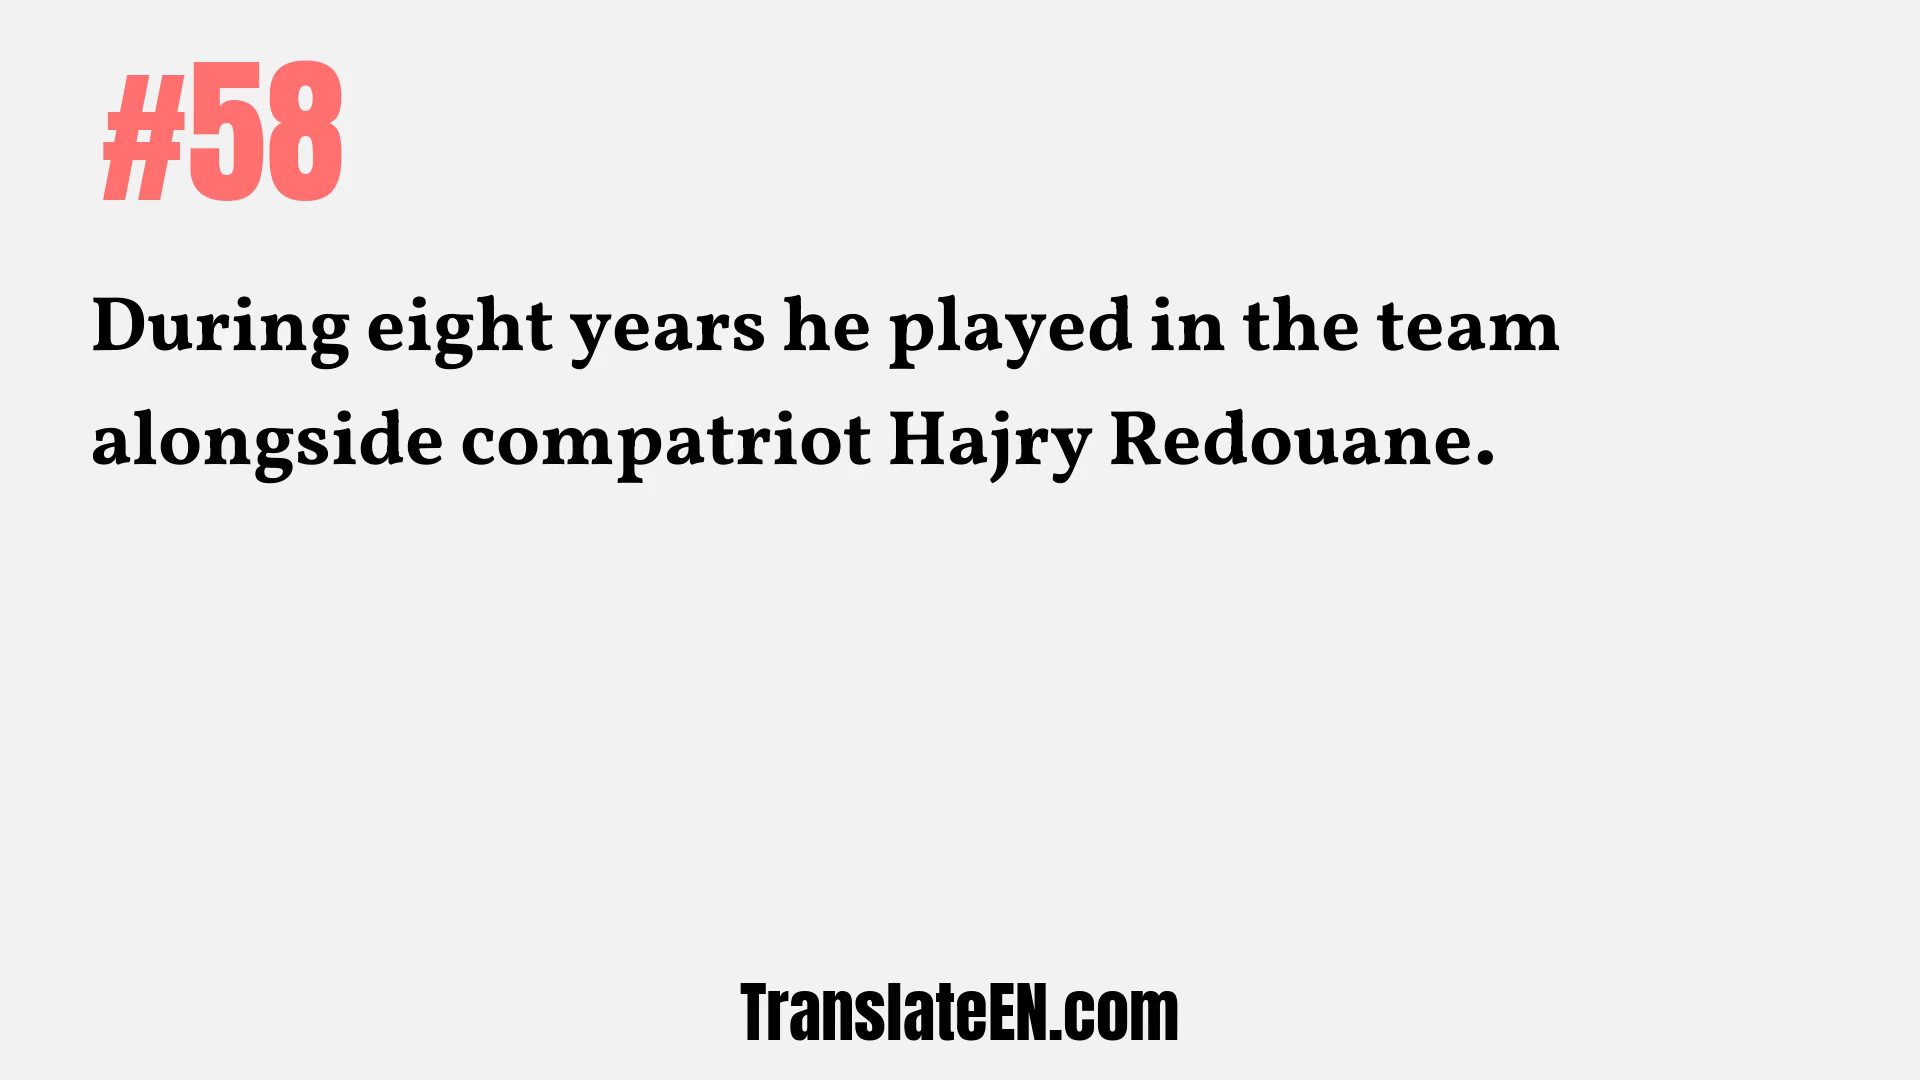 #58
During eight years he played in the team
alongside compatriot Hajry Redouane.
TranslateEN.com